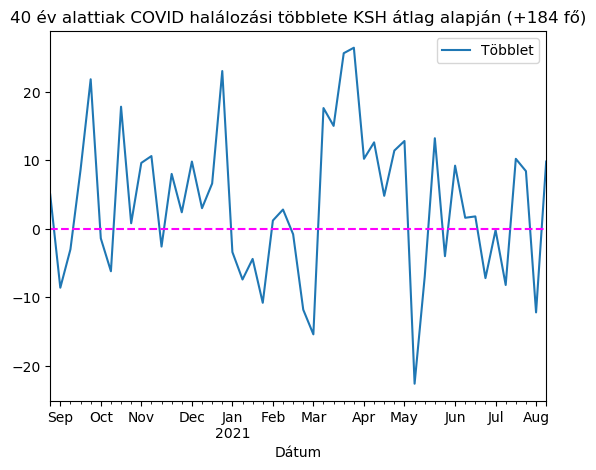 40 év alattiak COVID halálozási többlete KSH átlag alapján (+184 fő)
Többlet
20
10
0
−10
−20
Sep Oct Nov Dec Jan Feb Mar Apr May Jun Jul Aug
2021
Dátum